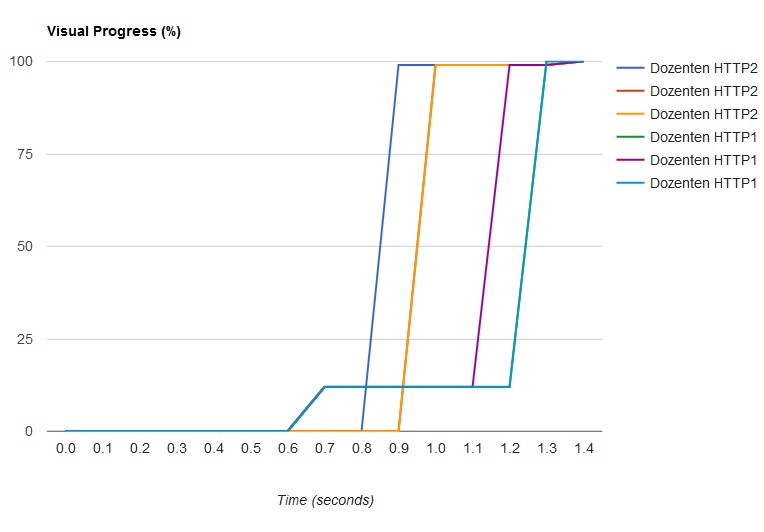 Visual Progress (%)
100
75
50
25
0
0.0 0.1 0.2 0.3 0.4 0.5 0.6 0.7 0.8 0.9 1.0 1.1 1.2 1.3 1.4
Time (seconds)
Dozenten HTTP2
Dozenten HTTP2
Dozenten HTTP2
Dozenten HTTP1
Dozenten HTTP1
Dozenten HTTP1